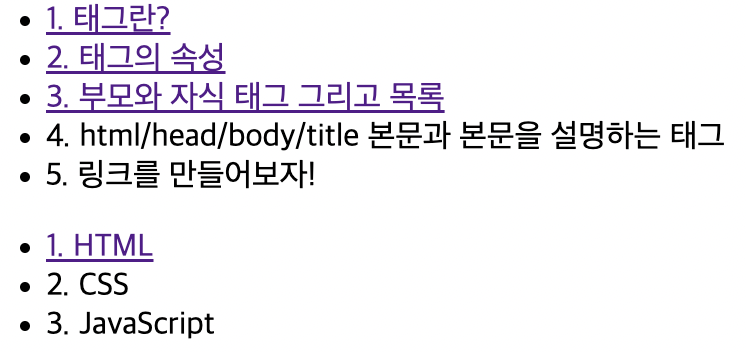 1. 태그란?
2. 태그의 속성
3. 부모와 자식 태그 그리고 목록
4. html/head/body/title 본문과 본문을 설명하는 태그
5. 링크를 만들어보자!
1. HTML
2. CSS
3. JavaScript